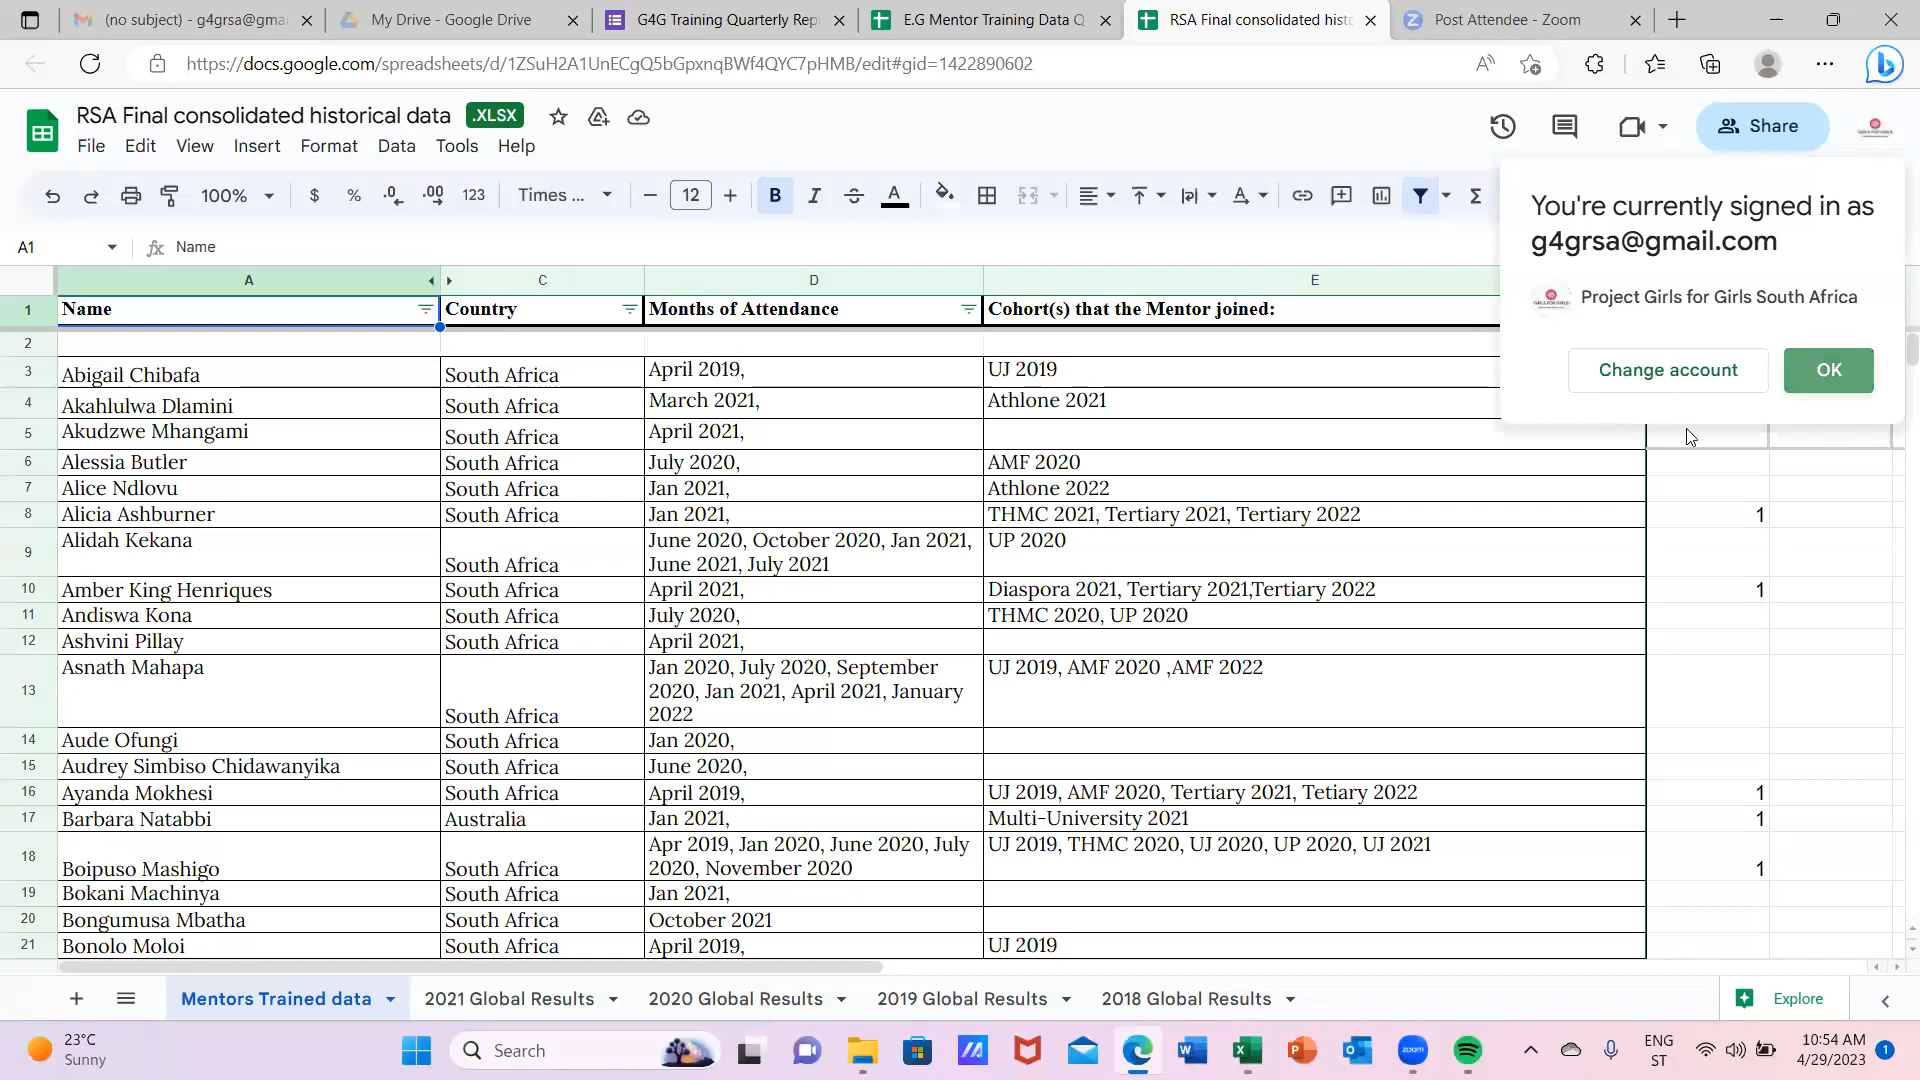 (no subject) - g4grsa@gmai
My Drive - Google Drive
G4G Training Quarterly Rep
E.G Mentor Training Data Q
RSA Final consolidated histo
Post Attendee - Zoom
https://docs.google.com/spreadsheets/d/1ZSuH2A1UnECgQ5bGpxnqBWf4QYC7pHMB/edit#gid=1422890602
RSA Final consolidated historical data .XLSX
Share
File Edit View Insert Format Data Tools Help
100% $ % .0 .00 123 Times ... 12 B I A Σ
A1 fx Name
You're currently signed in as
g4grsa@gmail.com
Project Girls for Girls South Africa
Change account OK
A C D E
1 Name Country Months of Attendance Cohort(s) that the Mentor joined:
2
3 Abigail Chibafa South Africa April 2019, UJ 2019
4 Akahlulwa Dlamini South Africa March 2021, Athlone 2021
5 Akudzwe Mhangami South Africa April 2021,
6 Alessia Butler South Africa July 2020, AMF 2020
7 Alice Ndlovu South Africa Jan 2021, Athlone 2022
8 Alicia Ashburner South Africa Jan 2021, THMC 2021, Tertiary 2021, Tertiary 2022 1
9 Alidah Kekana South Africa June 2020, October 2020, Jan 2021, UP 2020
June 2021, July 2021
10 Amber King Henriques South Africa April 2021, Diaspora 2021, Tertiary 2021,Tertiary 2022 1
11 Andiswa Kona South Africa July 2020, THMC 2020, UP 2020
12 Ashvini Pillay South Africa April 2021,
13 Asnath Mahapa South Africa Jan 2020, July 2020, September UJ 2019, AMF 2020 ,AMF 2022
2020, Jan 2021, April 2021, January
2022
14 Aude Ofungi South Africa Jan 2020,
15 Audrey Simbiso Chidawanyika South Africa June 2020,
16 Ayanda Mokhesi South Africa April 2019, UJ 2019, AMF 2020, Tertiary 2021, Tetiary 2022 1
17 Barbara Natabbi Australia Jan 2021, Multi-University 2021 1
18 Boipuso Mashigo South Africa Apr 2019, Jan 2020, June 2020, July UJ 2019, THMC 2020, UJ 2020, UP 2020, UJ 2021 1
2020, November 2020
19 Bokani Machinya South Africa Jan 2021,
20 Bongumusa Mbatha South Africa October 2021
21 Bonolo Moloi South Africa April 2019, UJ 2019
Mentors Trained data 2021 Global Results 2020 Global Results 2019 Global Results 2018 Global Results Explore
23°C
Sunny
Search
zoom
ENG
ST
10:54 AM
4/29/2023
1